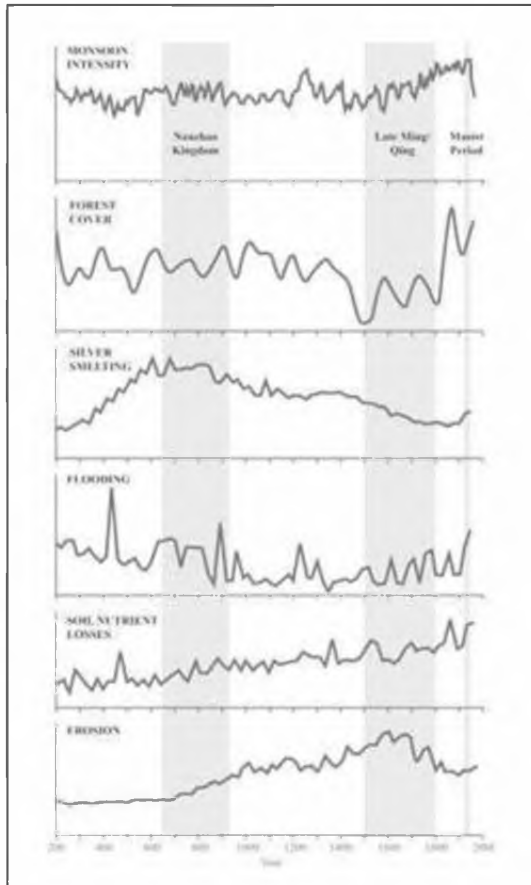 MONSOON
INTENSITY
Nanzhao
Kingdom
Late Ming/
Qing
Maoist
Period
FOREST
COVER
SILVER
SMELTING
FLOODING
SOIL NUTRIENT
LOSSES
EROSION
200 400 600 800 1000 1200 1400 1600 1800 2000
Year